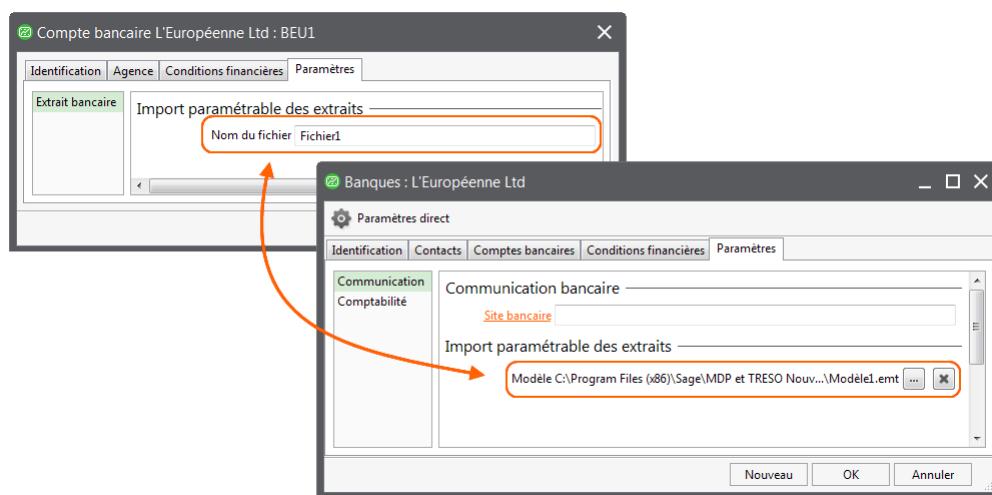 Compte bancaire L'Européenne Ltd : BEU1
Identification Agence Conditions financières Paramètres
Extrait bancaire
Import paramétrable des extraits
Nom du fichier Fichier1
Banques : L'Européenne Ltd
Paramètres direct
Identification Contacts Comptes bancaires Conditions financières Paramètres
Communication
Comptabilité
Communication bancaire
Site bancaire
Import paramétrable des extraits
Modèle C:\Program Files (x86)\Sage\MDP et TRESO Nouv...\Modèle1.emt ...
Nouveau OK Annuler